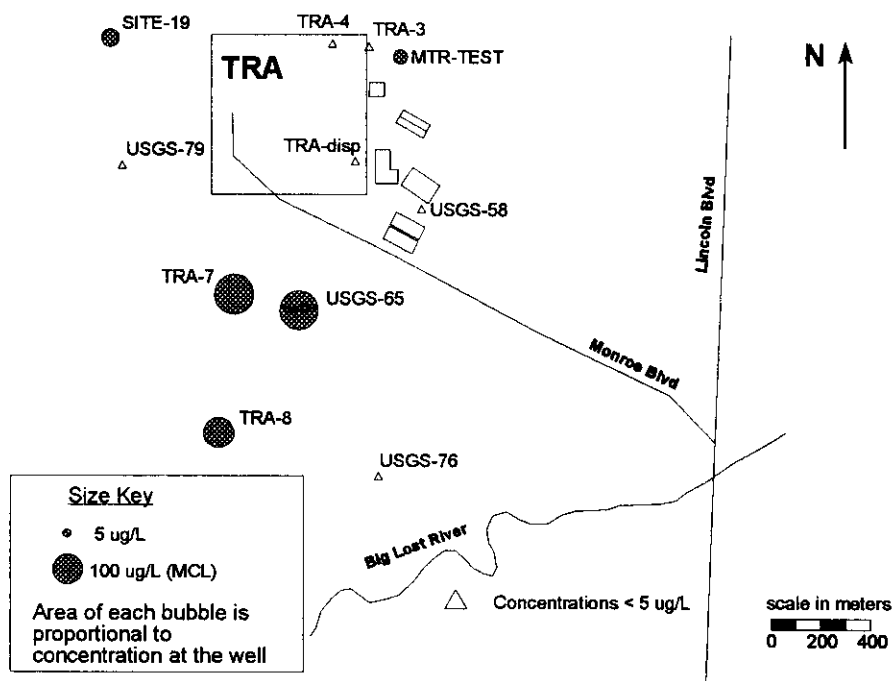 SITE-19
TRA-4
TRA-3
MTR-TEST
TRA
N
USGS-79
TRA-disp
USGS-58
Lincoln Blvd
TRA-7
USGS-65
Monroe Blvd
TRA-8
USGS-76
Size Key
5 ug/L
100 ug/L (MCL)
Area of each bubble is
proportional to
concentration at the well
Big Lost River
Concentrations < 5 ug/L
scale in meters
0 200 400